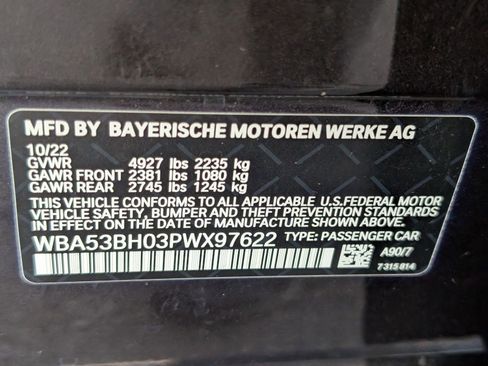 MFD BY BAYERISCHE MOTOREN WERKE AG
10/22
GVWR 4927 lbs 2235 kg
GAWR FRONT 2381 lbs 1080 kg
GAWR REAR 2745 lbs 1245 kg
THIS VEHICLE CONFORMS TO ALL APPLICABLE U.S.FEDERAL MOTOR
VEHICLE SAFETY, BUMPER AND THEFT PREVENTION STANDARDS
IN EFFECT ON THE DATE OF MANUFACTURE SHOWN ABOVE.
WBA53BH03PWX97622 TYPE: PASSENGER CAR
A90/7
7315814